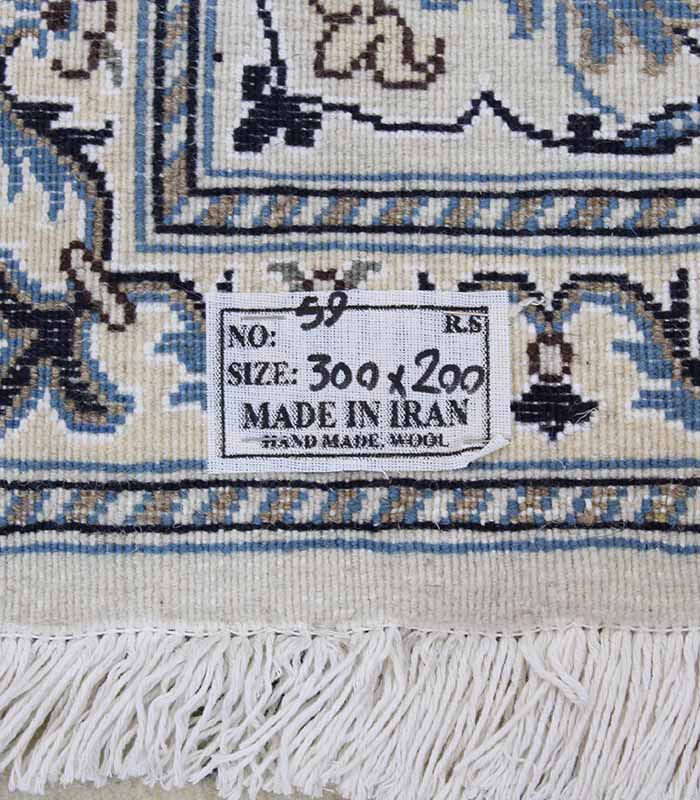 R.S
NO: 59
SIZE: 300 x 200
MADE IN IRAN
HAND MADE, WOOL